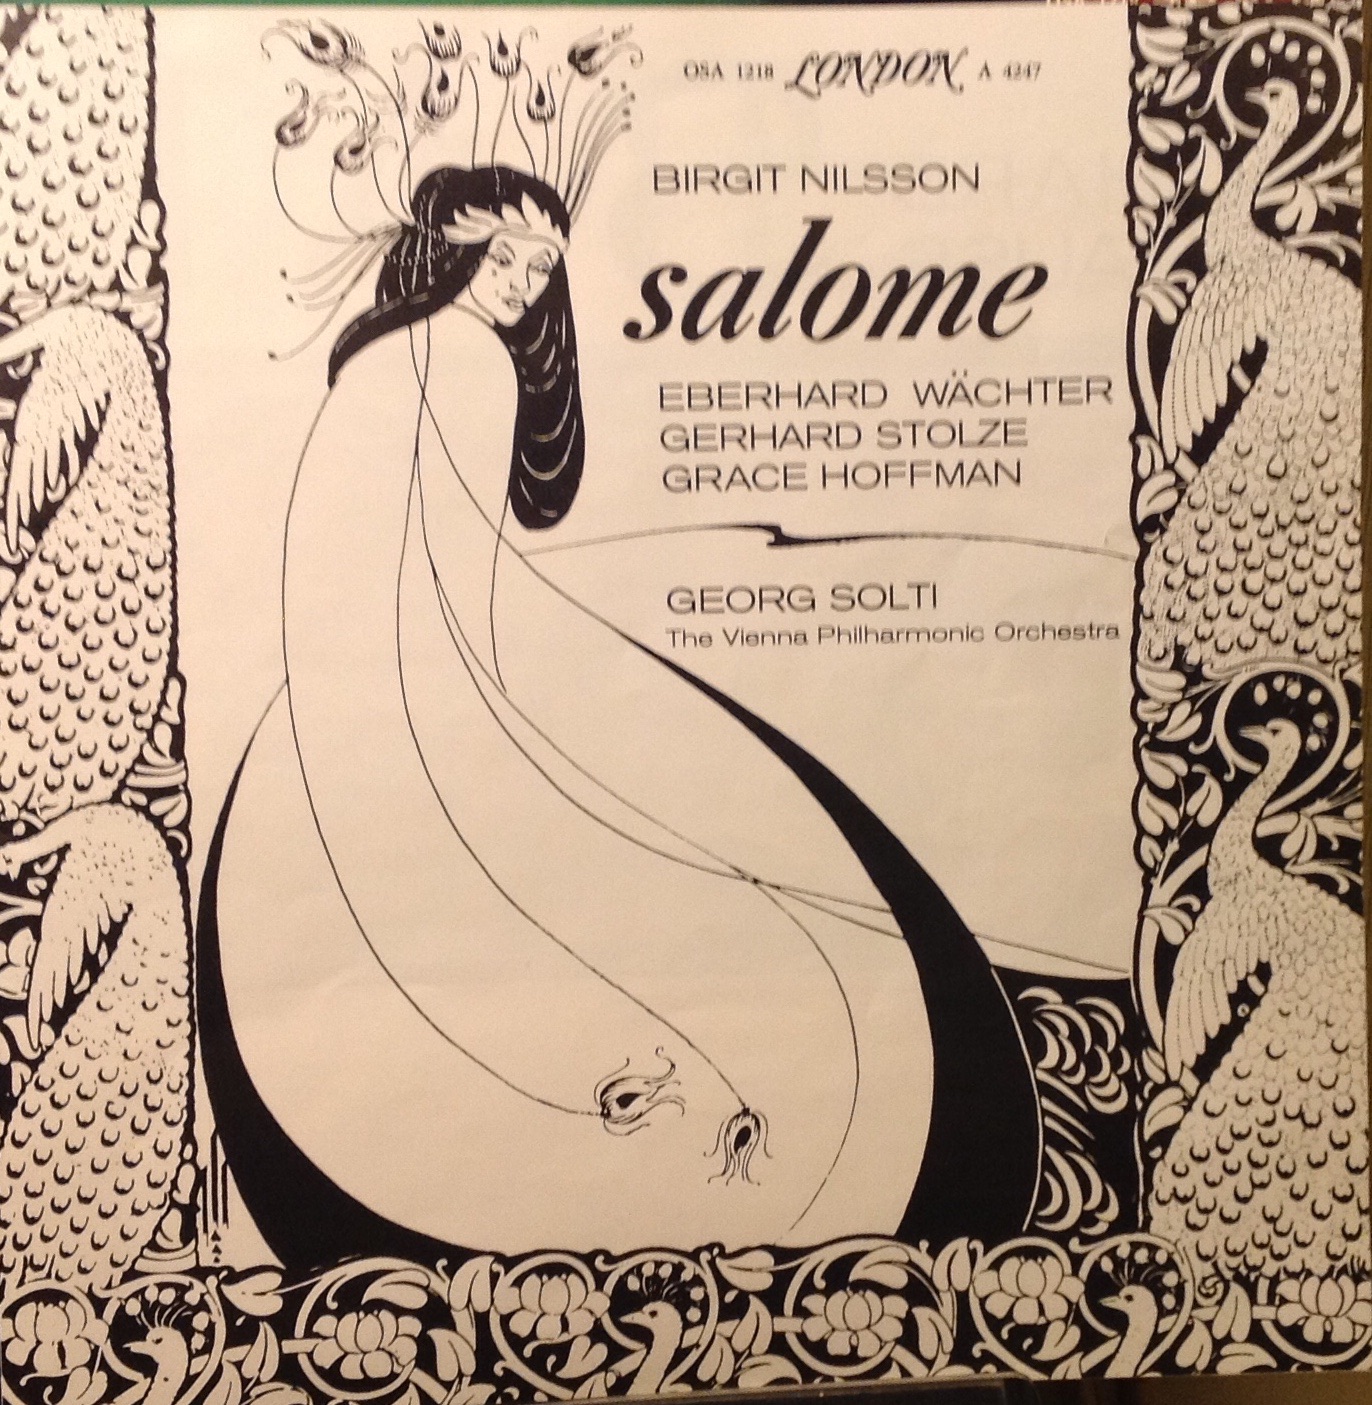 OSA 1218 LONDON A 4247
BIRGIT NILSSON
salome
EBERHARD WÄCHTER
GERHARD STOLZE
GRACE HOFFMAN
GEORG SOLTI
The Vienna Philharmonic Orchestra